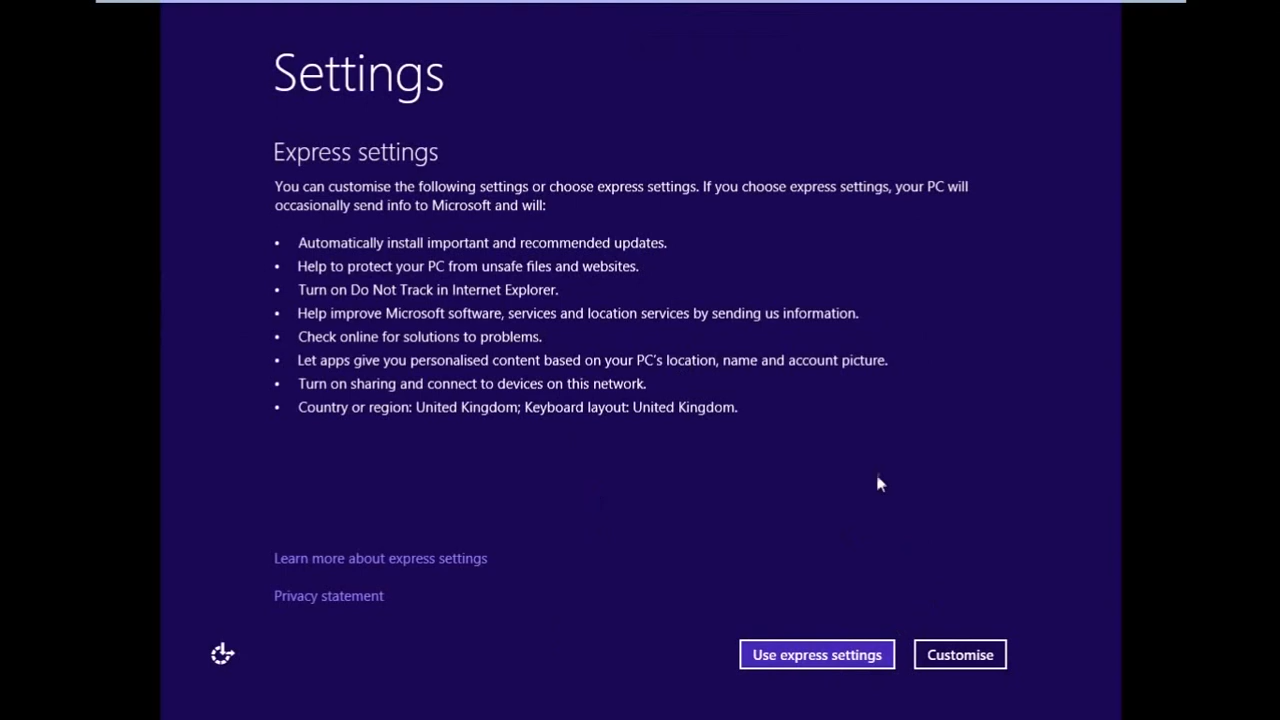 Settings
Express settings
You can customise the following settings or choose express settings. If you choose express settings, your PC will
occasionally send info to Microsoft and will:
• Automatically install important and recommended updates.
• Help to protect your PC from unsafe files and websites.
• Turn on Do Not Track in Internet Explorer.
• Help improve Microsoft software, services and location services by sending us information.
• Check online for solutions to problems.
• Let apps give you personalised content based on your PC's location, name and account picture.
• Turn on sharing and connect to devices on this network.
• Country or region: United Kingdom; Keyboard layout: United Kingdom.
Learn more about express settings
Privacy statement
Use express settings
Customise